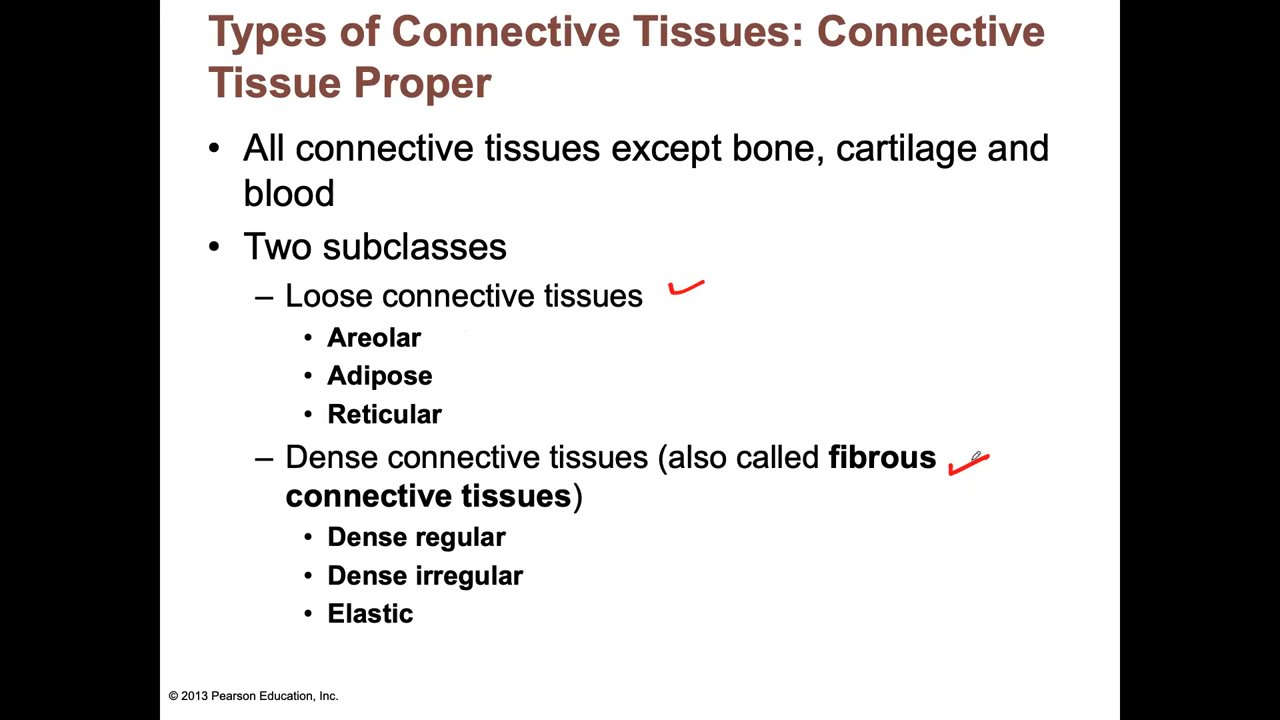 Types of Connective Tissues: Connective
Tissue Proper
• All connective tissues except bone, cartilage and
blood
• Two subclasses
– Loose connective tissues
• Areolar
• Adipose
• Reticular
– Dense connective tissues (also called fibrous
connective tissues)
• Dense regular
• Dense irregular
• Elastic
© 2013 Pearson Education, Inc.